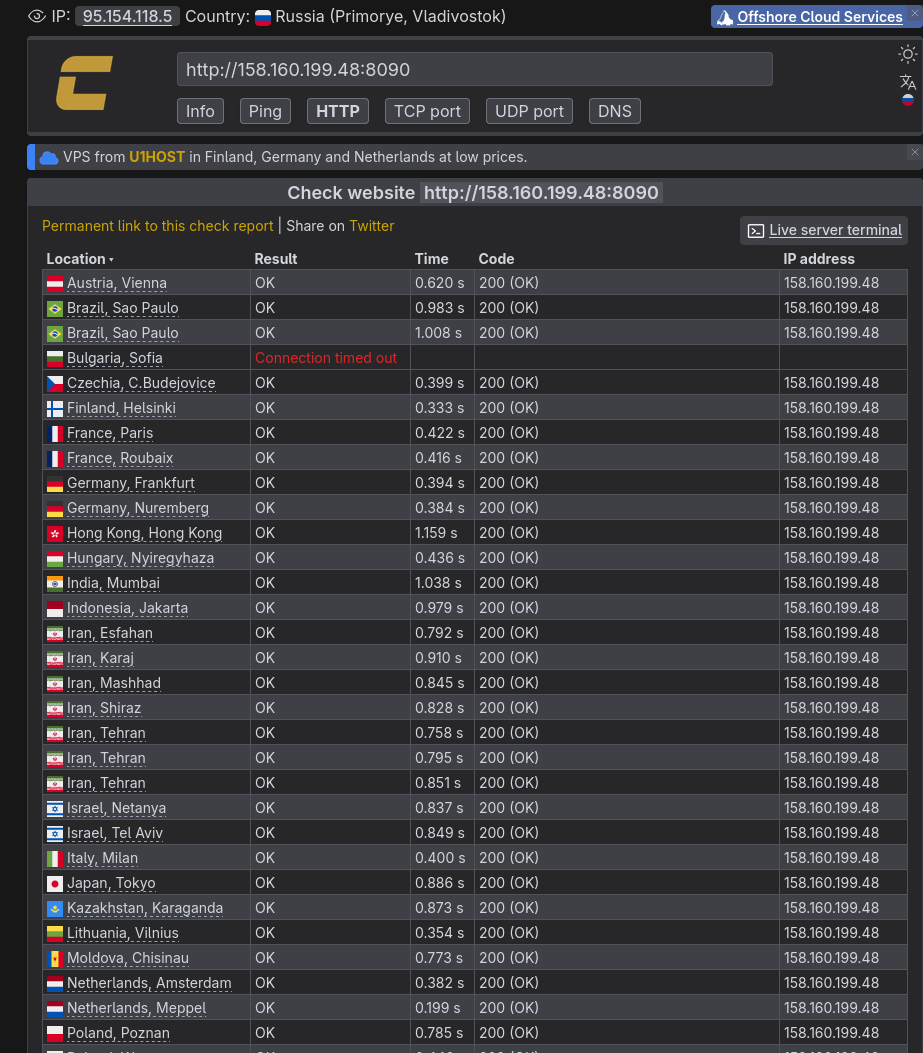 IP: 95.154.118.5 Country: Russia (Primorye, Vladivostok)
Offshore Cloud Services
http://158.160.199.48:8090
Info Ping HTTP TCP port UDP port DNS
VPS from U1HOST in Finland, Germany and Netherlands at low prices.
Check website http://158.160.199.48:8090
Permanent link to this check report | Share on Twitter
Live server terminal
Location Result Time Code IP address
Austria, Vienna OK 0.620 s 200 (OK) 158.160.199.48
Brazil, Sao Paulo OK 0.983 s 200 (OK) 158.160.199.48
Brazil, Sao Paulo OK 1.008 s 200 (OK) 158.160.199.48
Bulgaria, Sofia Connection timed out
Czechia, C.Budejovice OK 0.399 s 200 (OK) 158.160.199.48
Finland, Helsinki OK 0.333 s 200 (OK) 158.160.199.48
France, Paris OK 0.422 s 200 (OK) 158.160.199.48
France, Roubaix OK 0.416 s 200 (OK) 158.160.199.48
Germany, Frankfurt OK 0.394 s 200 (OK) 158.160.199.48
Germany, Nuremberg OK 0.384 s 200 (OK) 158.160.199.48
Hong Kong, Hong Kong OK 1.159 s 200 (OK) 158.160.199.48
Hungary, Nyiregyhaza OK 0.436 s 200 (OK) 158.160.199.48
India, Mumbai OK 1.038 s 200 (OK) 158.160.199.48
Indonesia, Jakarta OK 0.979 s 200 (OK) 158.160.199.48
Iran, Esfahan OK 0.792 s 200 (OK) 158.160.199.48
Iran, Karaj OK 0.910 s 200 (OK) 158.160.199.48
Iran, Mashhad OK 0.845 s 200 (OK) 158.160.199.48
Iran, Shiraz OK 0.828 s 200 (OK) 158.160.199.48
Iran, Tehran OK 0.758 s 200 (OK) 158.160.199.48
Iran, Tehran OK 0.795 s 200 (OK) 158.160.199.48
Iran, Tehran OK 0.851 s 200 (OK) 158.160.199.48
Israel, Netanya OK 0.837 s 200 (OK) 158.160.199.48
Israel, Tel Aviv OK 0.849 s 200 (OK) 158.160.199.48
Italy, Milan OK 0.400 s 200 (OK) 158.160.199.48
Japan, Tokyo OK 0.886 s 200 (OK) 158.160.199.48
Kazakhstan, Karaganda OK 0.873 s 200 (OK) 158.160.199.48
Lithuania, Vilnius OK 0.354 s 200 (OK) 158.160.199.48
Moldova, Chisinau OK 0.773 s 200 (OK) 158.160.199.48
Netherlands, Amsterdam OK 0.382 s 200 (OK) 158.160.199.48
Netherlands, Meppel OK 0.199 s 200 (OK) 158.160.199.48
Poland, Poznan OK 0.785 s 200 (OK) 158.160.199.48